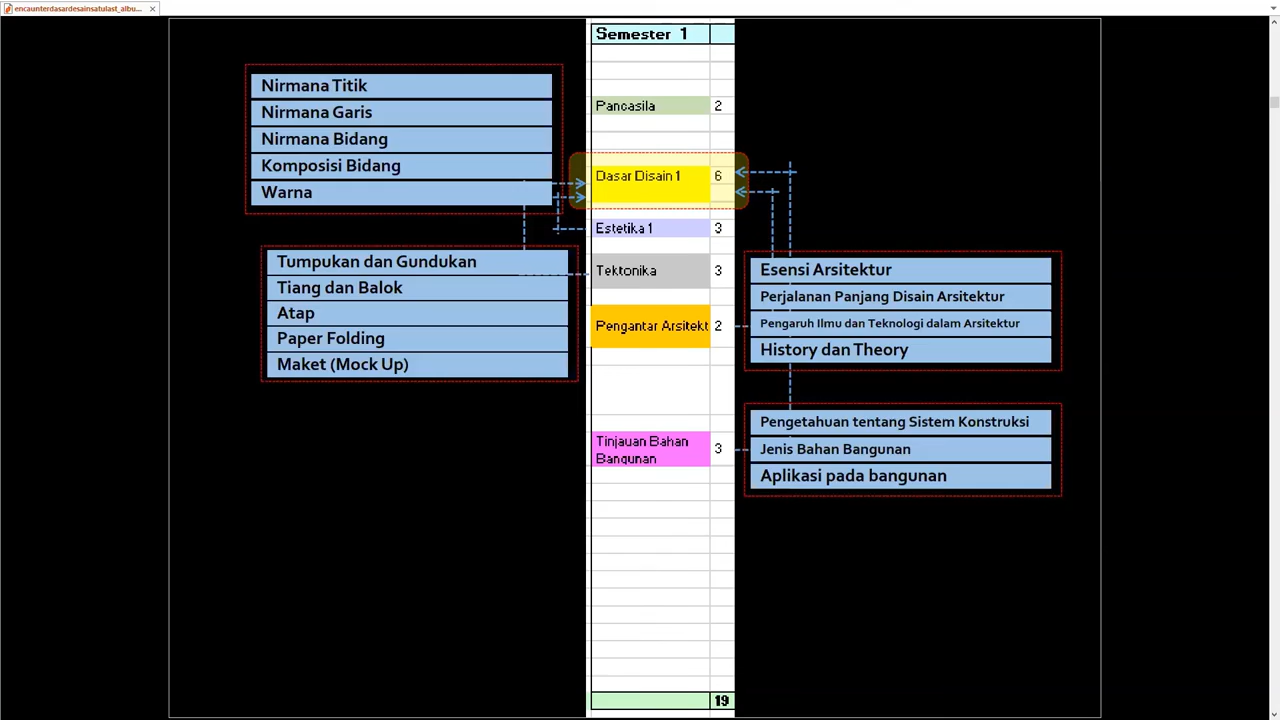 encaunterdasardesainsatulast_albu...
Semester 1
Nirmana Titik
Nirmana Garis
Nirmana Bidang
Komposisi Bidang
Warna
Tumpukan dan Gundukan
Tiang dan Balok
Atap
Paper Folding
Maket (Mock Up)
Pancasila 2
Dasar Disain 1 6
Estetika 1 3
Tektonika 3
Pengantar Arsitekt 2
Tinjauan Bahan
Bangunan 3
19
Esensi Arsitektur
Perjalanan Panjang Disain Arsitektur
Pengaruh Ilmu dan Teknologi dalam Arsitektur
History dan Theory
Pengetahuan tentang Sistem Konstruksi
Jenis Bahan Bangunan
Aplikasi pada bangunan